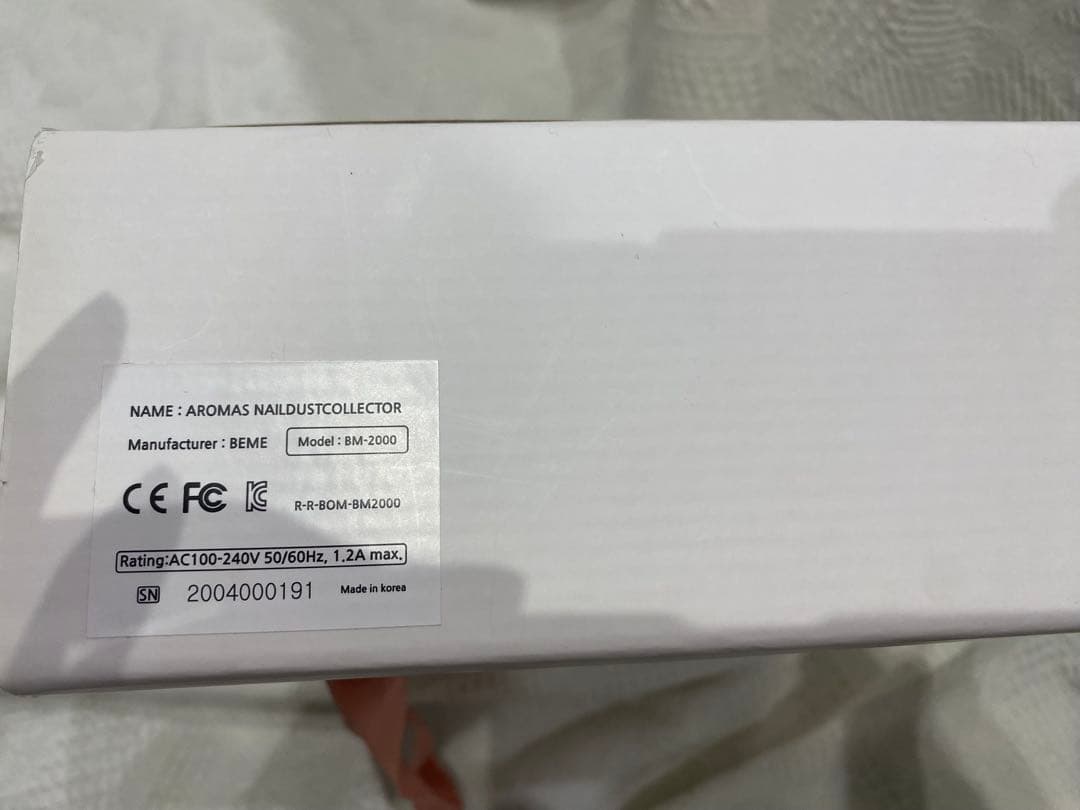 NAME : AROMAS NAILDUSTCOLLECTOR
Manufacturer : BEME Model : BM-2000
CE FC KC R-R-BOM-BM2000
Rating:AC100-240V 50/60Hz, 1.2A max.
SN 2004000191 Made in korea